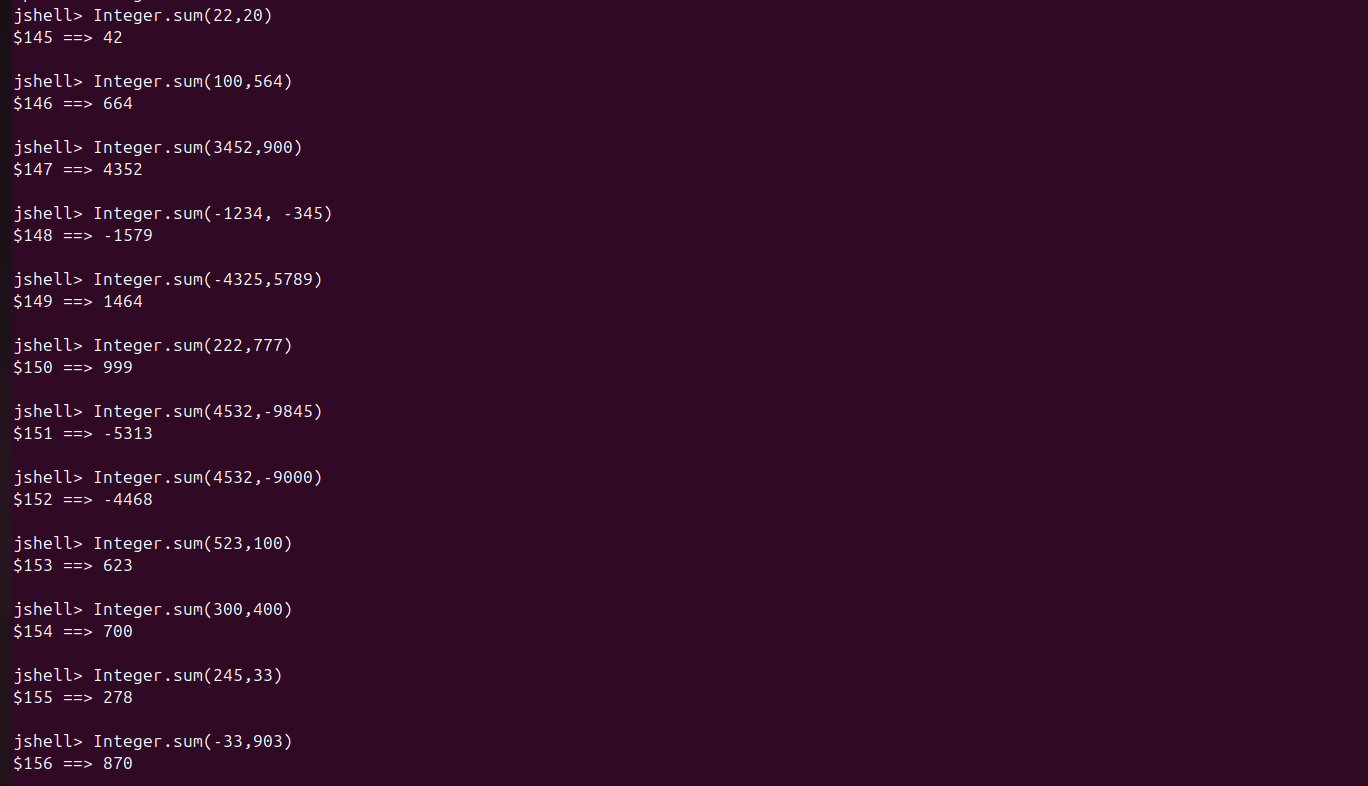 jshell> Integer.sum(22,20)
$145 ==> 42
jshell> Integer.sum(100,564)
$146 ==> 664
jshell> Integer.sum(3452,900)
$147 ==> 4352
jshell> Integer.sum(-1234, -345)
$148 ==> -1579
jshell> Integer.sum(-4325,5789)
$149 ==> 1464
jshell> Integer.sum(222,777)
$150 ==> 999
jshell> Integer.sum(4532,-9845)
$151 ==> -5313
jshell> Integer.sum(4532,-9000)
$152 ==> -4468
jshell> Integer.sum(523,100)
$153 ==> 623
jshell> Integer.sum(300,400)
$154 ==> 700
jshell> Integer.sum(245,33)
$155 ==> 278
jshell> Integer.sum(-33,903)
$156 ==> 870